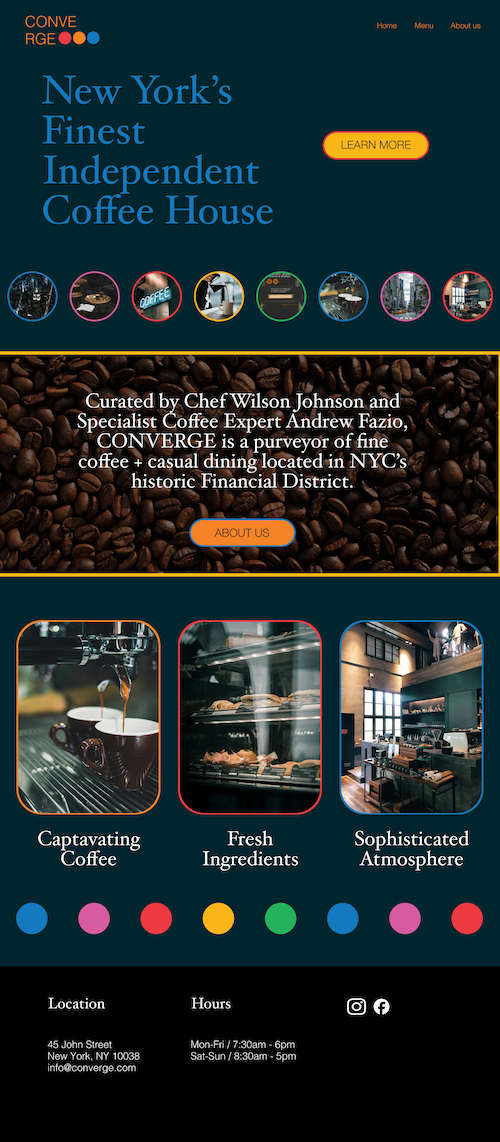 CONVE
RGE
Home Menu About us
New York's
Finest
Independent
Coffee House
LEARN MORE
COFFEE
Curated by Chef Wilson Johnson and
Specialist Coffee Expert Andrew Fazio,
CONVERGE is a purveyor of fine
coffee + casual dining located in NYC's
historic Financial District.
ABOUT US
Captavating
Coffee
Fresh
Ingredients
Sophisticated
Atmosphere
Location
45 John Street
New York, NY 10038
info@converge.com
Hours
Mon-Fri / 7:30am - 6pm
Sat-Sun / 8:30am - 5pm